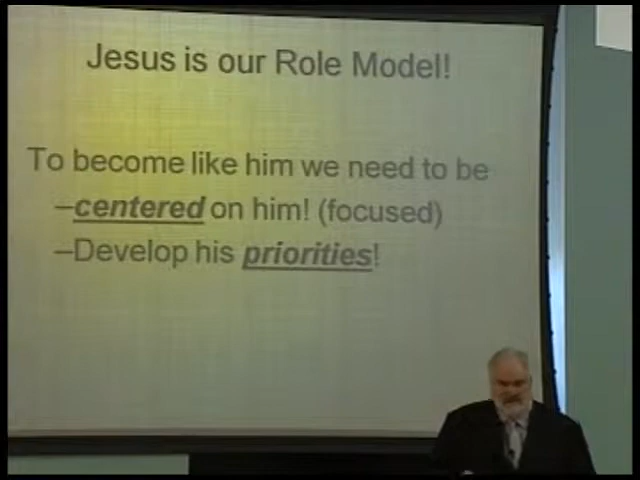 Jesus is our Role Model!
To become like him we need to be
–centered on him! (focused)
–Develop his priorities!